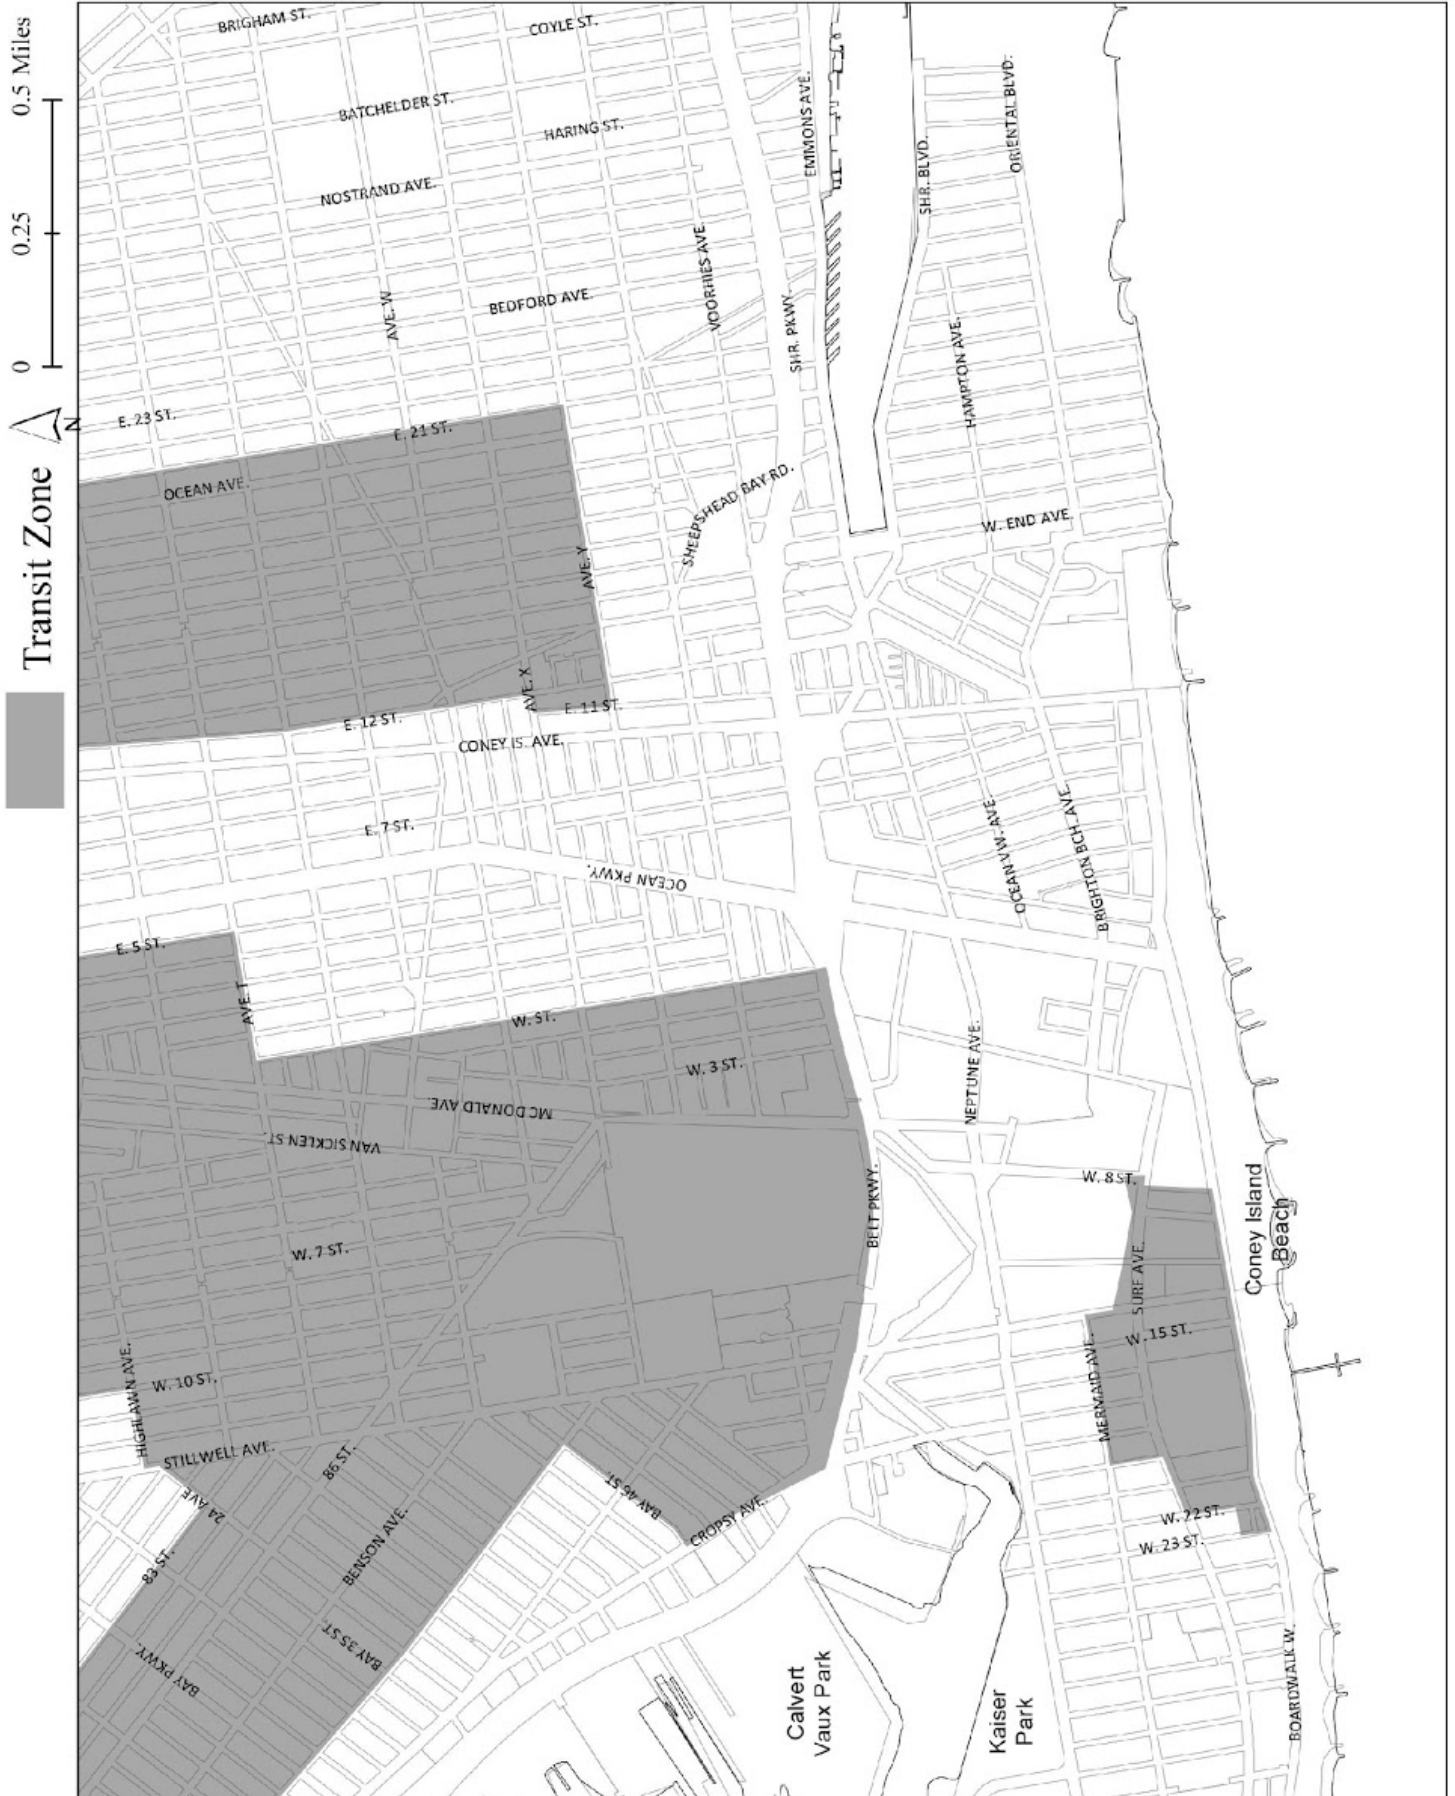 Transit Zone
N
0 0.25 0.5 Miles
BRIGHAM ST.
COYLE ST.
BATCHELDER ST.
HARING ST.
NOSTRAND AVE.
EMMONS AVE.
SHR. BLVD.
ORIENTAL BLVD.
AVE. W
BEDFORD AVE.
VOORHIES AVE.
SHR. PKWY.
HAMPTON AVE.
E. 23 ST.
E. 21 ST.
OCEAN AVE.
SHEEPSHEAD BAY RD.
W. END AVE.
AVE. Y
AVE. X
E. 12 ST.
E. 11 ST.
CONEY IS. AVE.
E. 7 ST.
OCEAN PKWY.
OCEAN VW. AVE.
BRIGHTON BCH. AVE.
E. 5 ST.
AVE. T
W. ST.
W. 3 ST.
NEPTUNE AVE.
MC DONALD AVE.
VAN SICKLEN ST.
BELT PKWY.
W. 8 ST.
Coney Island
Beach
W. 7 ST.
SURF AVE.
W. 15 ST.
MERMAID AVE.
HIGHLAWN AVE.
W. 10 ST.
STILLWELL AVE.
86 ST.
24 AVE.
BAY 46 ST.
CROPSY AVE.
W. 22 ST.
W. 23 ST.
83 ST.
BENSON AVE.
BAY 35 ST.
BAY PKWY.
Calvert
Vaux Park
Kaiser
Park
BOARDWALK W.